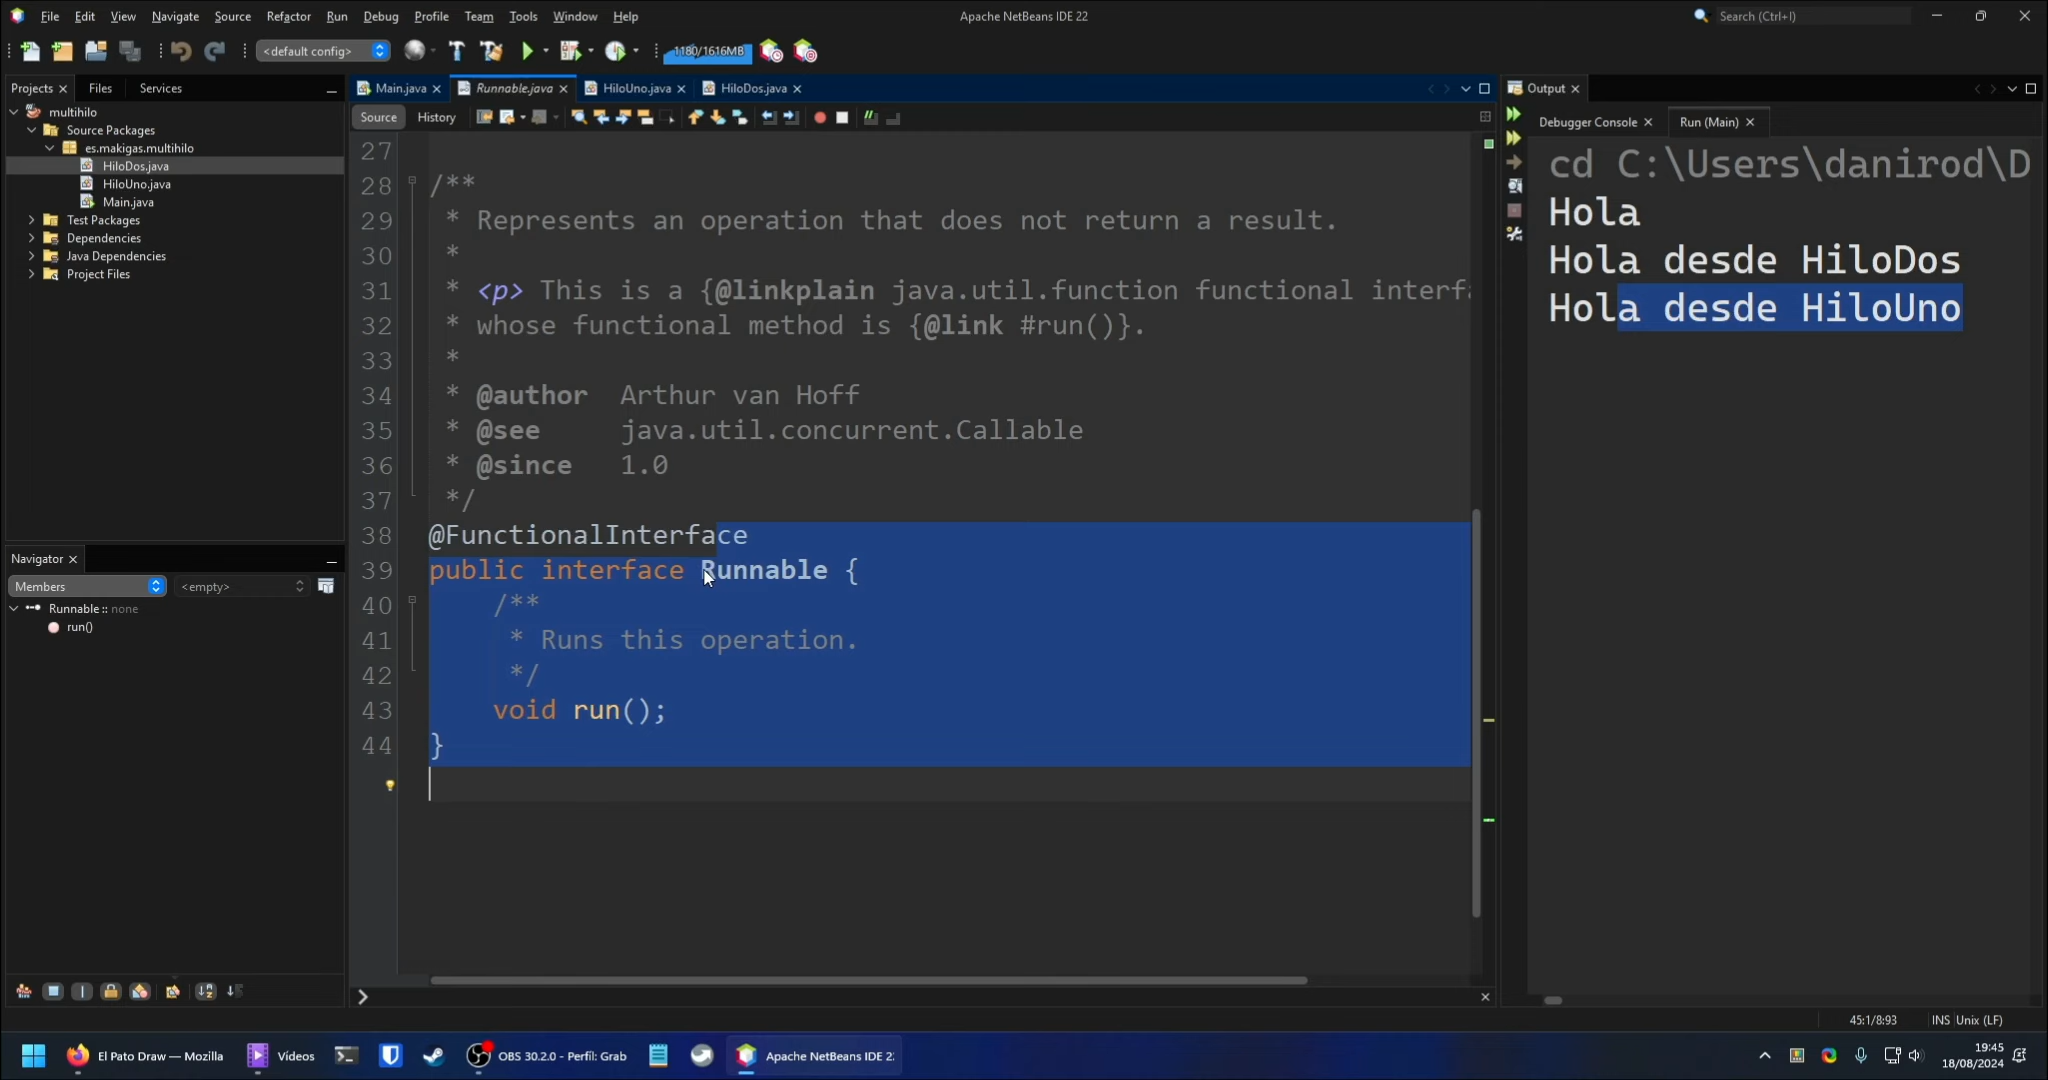 File Edit View Navigate Source Refactor Run Debug Profile Team Tools Window Help
Apache NetBeans IDE 22
Search (Ctrl+I)
<default config>
1180/1616MB
Projects
Files
Services
multihilo
Source Packages
es.makigas.multihilo
HiloDos.java
HiloUno.java
Main.java
Test Packages
Dependencies
Java Dependencies
Project Files
Navigator
Members
<empty>
Runnable :: none
run()
Main.java
Runnable.java
HiloUno.java
HiloDos.java
Source
History
27
28 /**
29 * Represents an operation that does not return a result.
30 *
31 * <p> This is a {@linkplain java.util.function functional interfa
32 * whose functional method is {@link #run()}.
33 *
34 * @author Arthur van Hoff
35 * @see java.util.concurrent.Callable
36 * @since 1.0
37 */
38 @FunctionalInterface
39 public interface Runnable {
40 /**
41 * Runs this operation.
42 */
43 void run();
44 }
Output
Debugger Console
Run (Main)
cd C:\Users\danirod\D
Hola
Hola desde HiloDos
Hola desde HiloUno
45:1/8:93
INS
Unix (LF)
El Pato Draw — Mozilla
Videos
OBS 30.2.0 - Perfil: Grab
Apache NetBeans IDE 2
19:45
18/08/2024